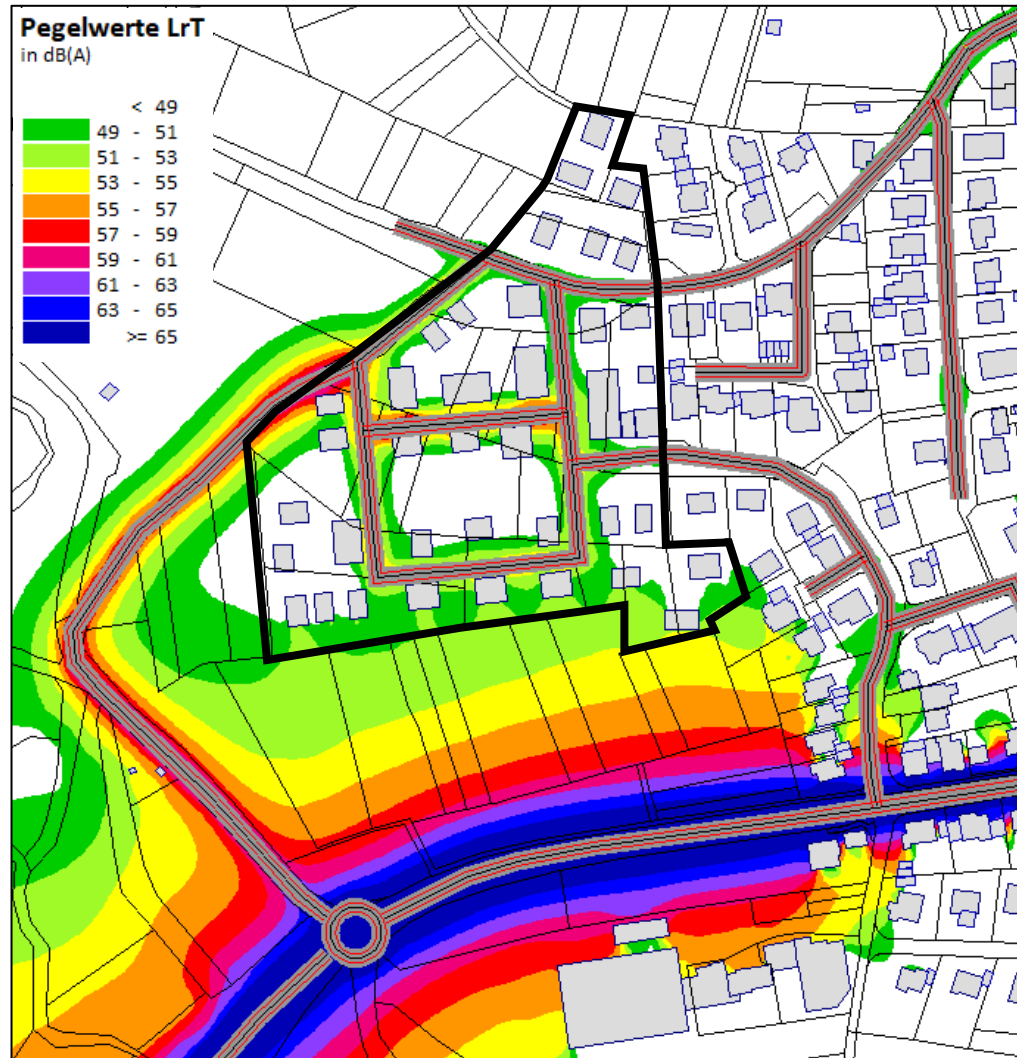 Pegelwerte LrT
in dB(A)
< 49
49 - 51
51 - 53
53 - 55
55 - 57
57 - 59
59 - 61
61 - 63
63 - 65
>= 65